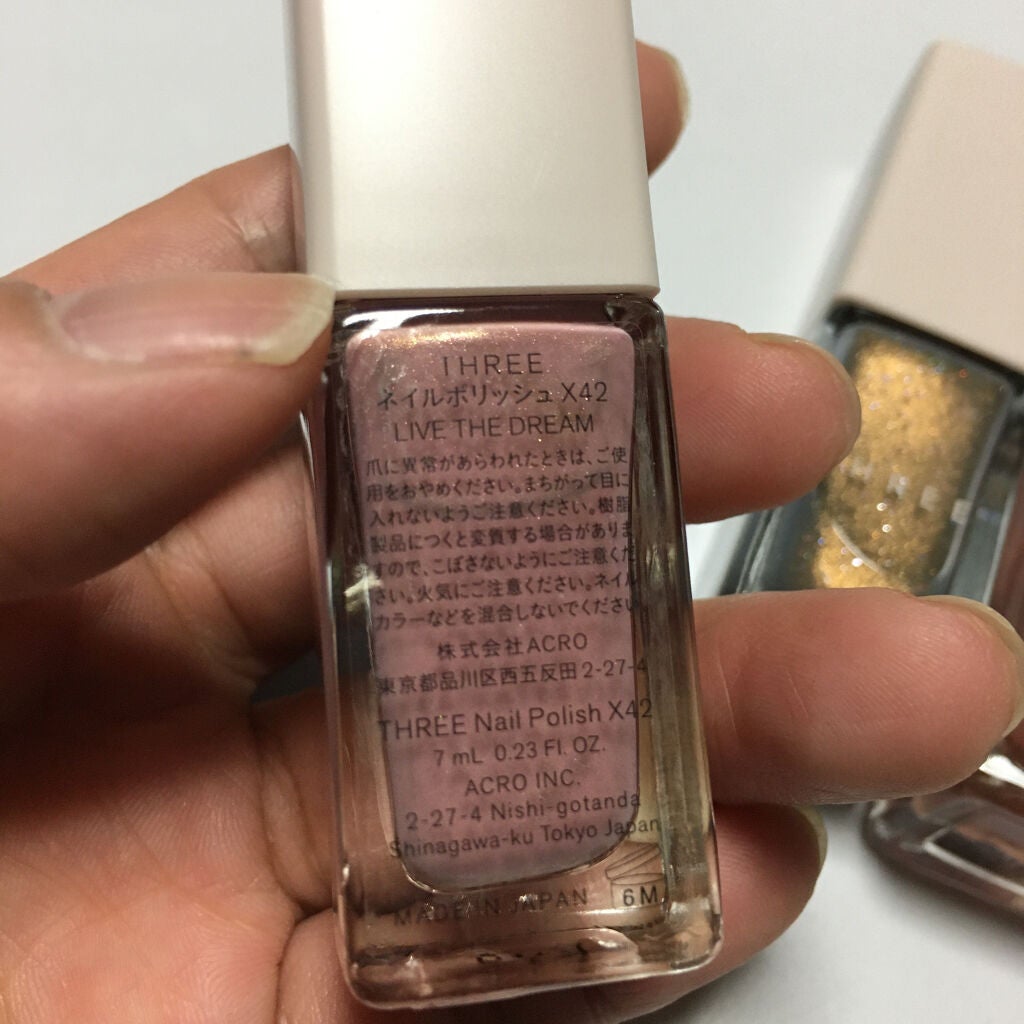 THREE
ネイルポリッシュ X42
LIVE THE DREAM
爪に異常があらわれたときは、ご使
用をおやめください。まちがって目に
入れないようご注意ください。樹脂
製品につくと変質する場合がありま
すので、こぼさないようにご注意くだ
さい。火気にご注意ください。ネイル
カラーなどを混合しないでください。
株式会社ACRO
東京都品川区西五反田 2-27-4
THREE Nail Polish X42
7 mL 0.23 FL. OZ.
ACRO INC.
2-27-4 Nishi-gotanda
Shinagawa-ku Tokyo Japan
MADE IN JAPAN 6M